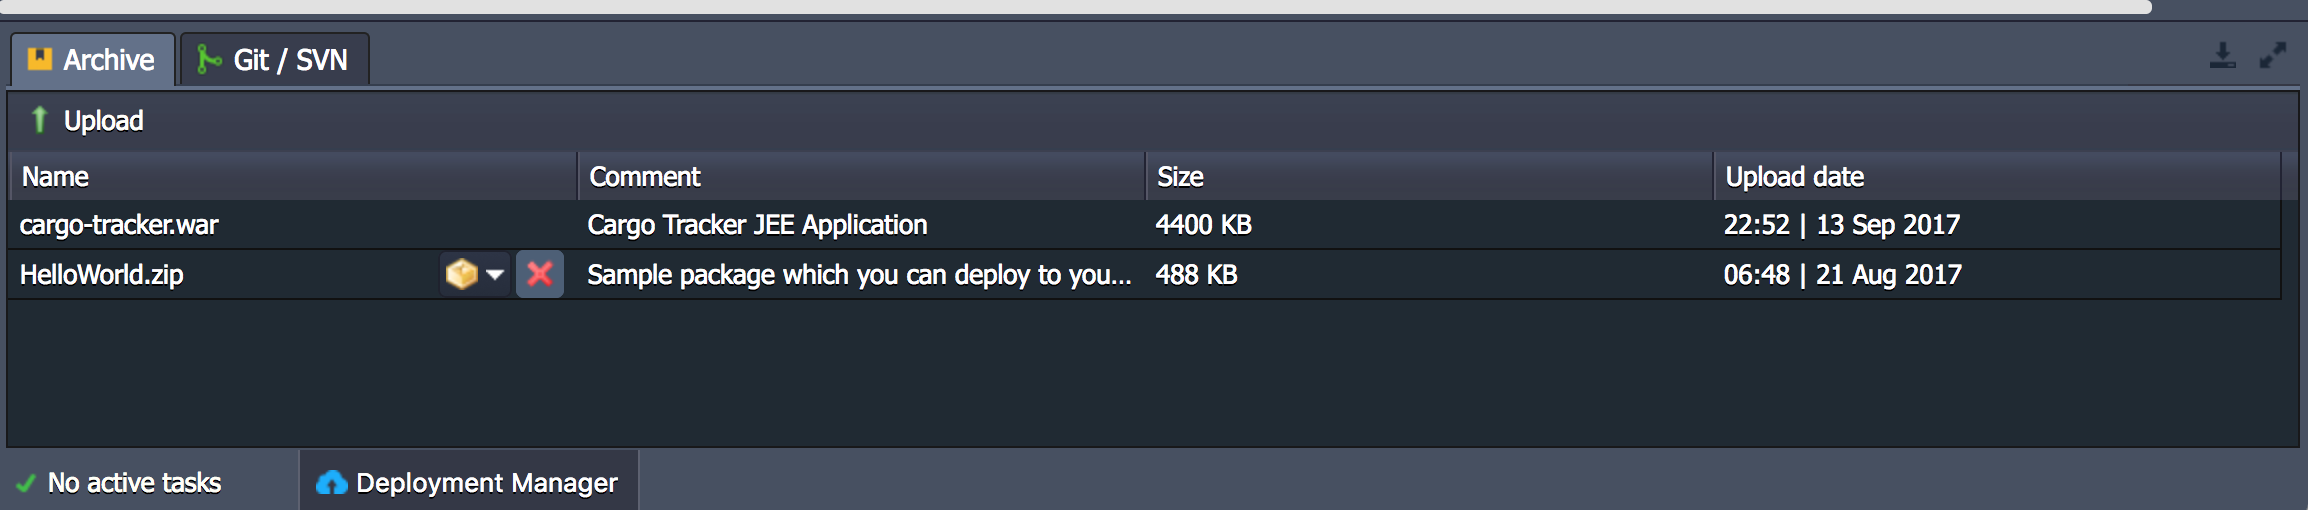 Archive Git / SVN
Upload
Name Comment Size Upload date
cargo-tracker.war Cargo Tracker JEE Application 4400 KB 22:52 | 13 Sep 2017
HelloWorld.zip Sample package which you can deploy to you... 488 KB 06:48 | 21 Aug 2017
No active tasks Deployment Manager